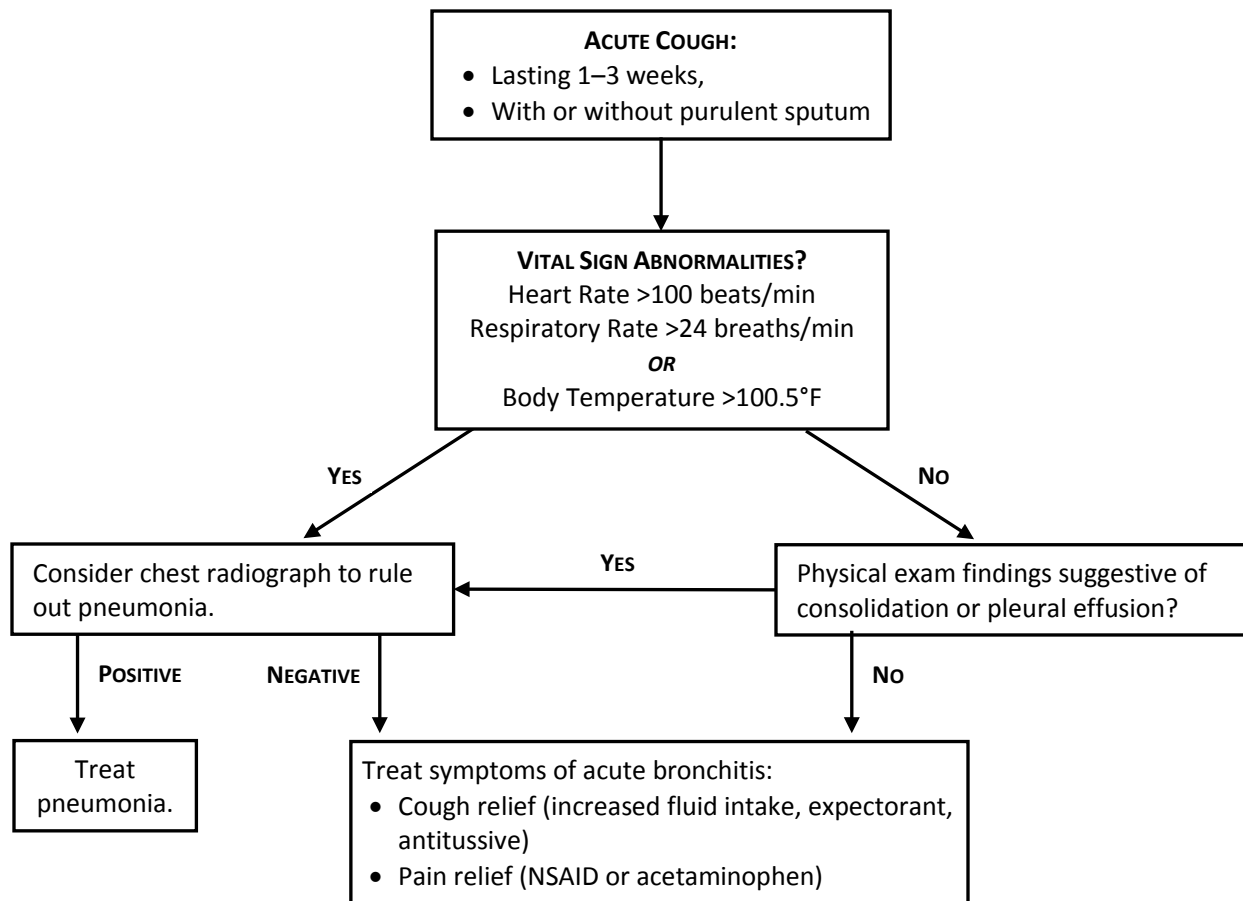 ACUTE COUGH:
• Lasting 1–3 weeks,
• With or without purulent sputum
VITAL SIGN ABNORMALITIES?
Heart Rate >100 beats/min
Respiratory Rate >24 breaths/min
OR
Body Temperature >100.5°F
YES
NO
Consider chest radiograph to rule
out pneumonia.
YES
Physical exam findings suggestive of
consolidation or pleural effusion?
POSITIVE
NEGATIVE
NO
Treat
pneumonia.
Treat symptoms of acute bronchitis:
• Cough relief (increased fluid intake, expectorant,
antitussive)
• Pain relief (NSAID or acetaminophen)